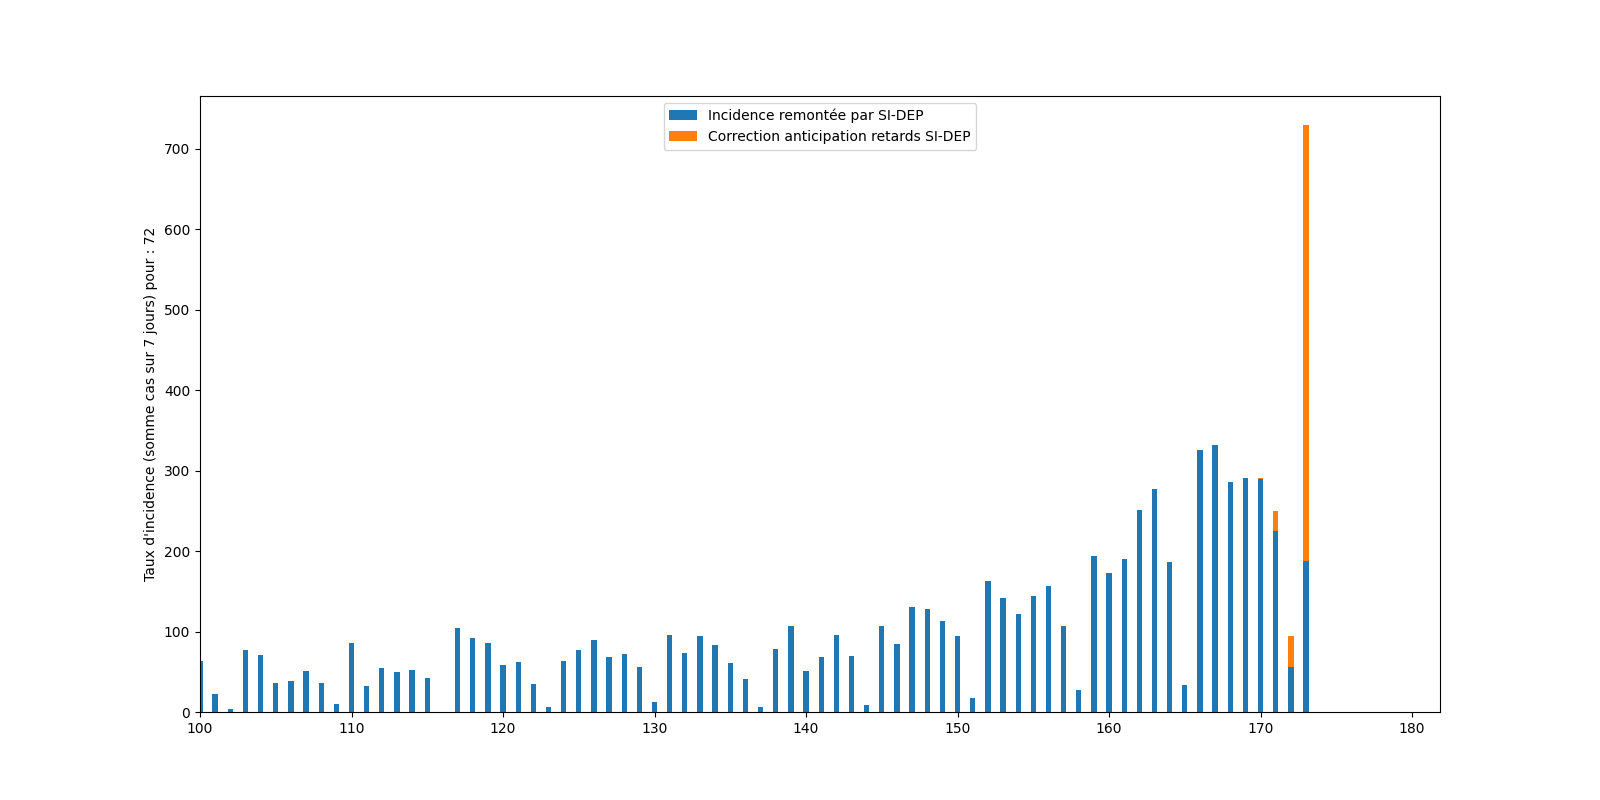 Incidence remontée par SI-DEP
Correction anticipation retards SI-DEP
Taux d'incidence (somme cas sur 7 jours) pour : 72
700
600
500
400
300
200
100
0
100 110 120 130 140 150 160 170 180